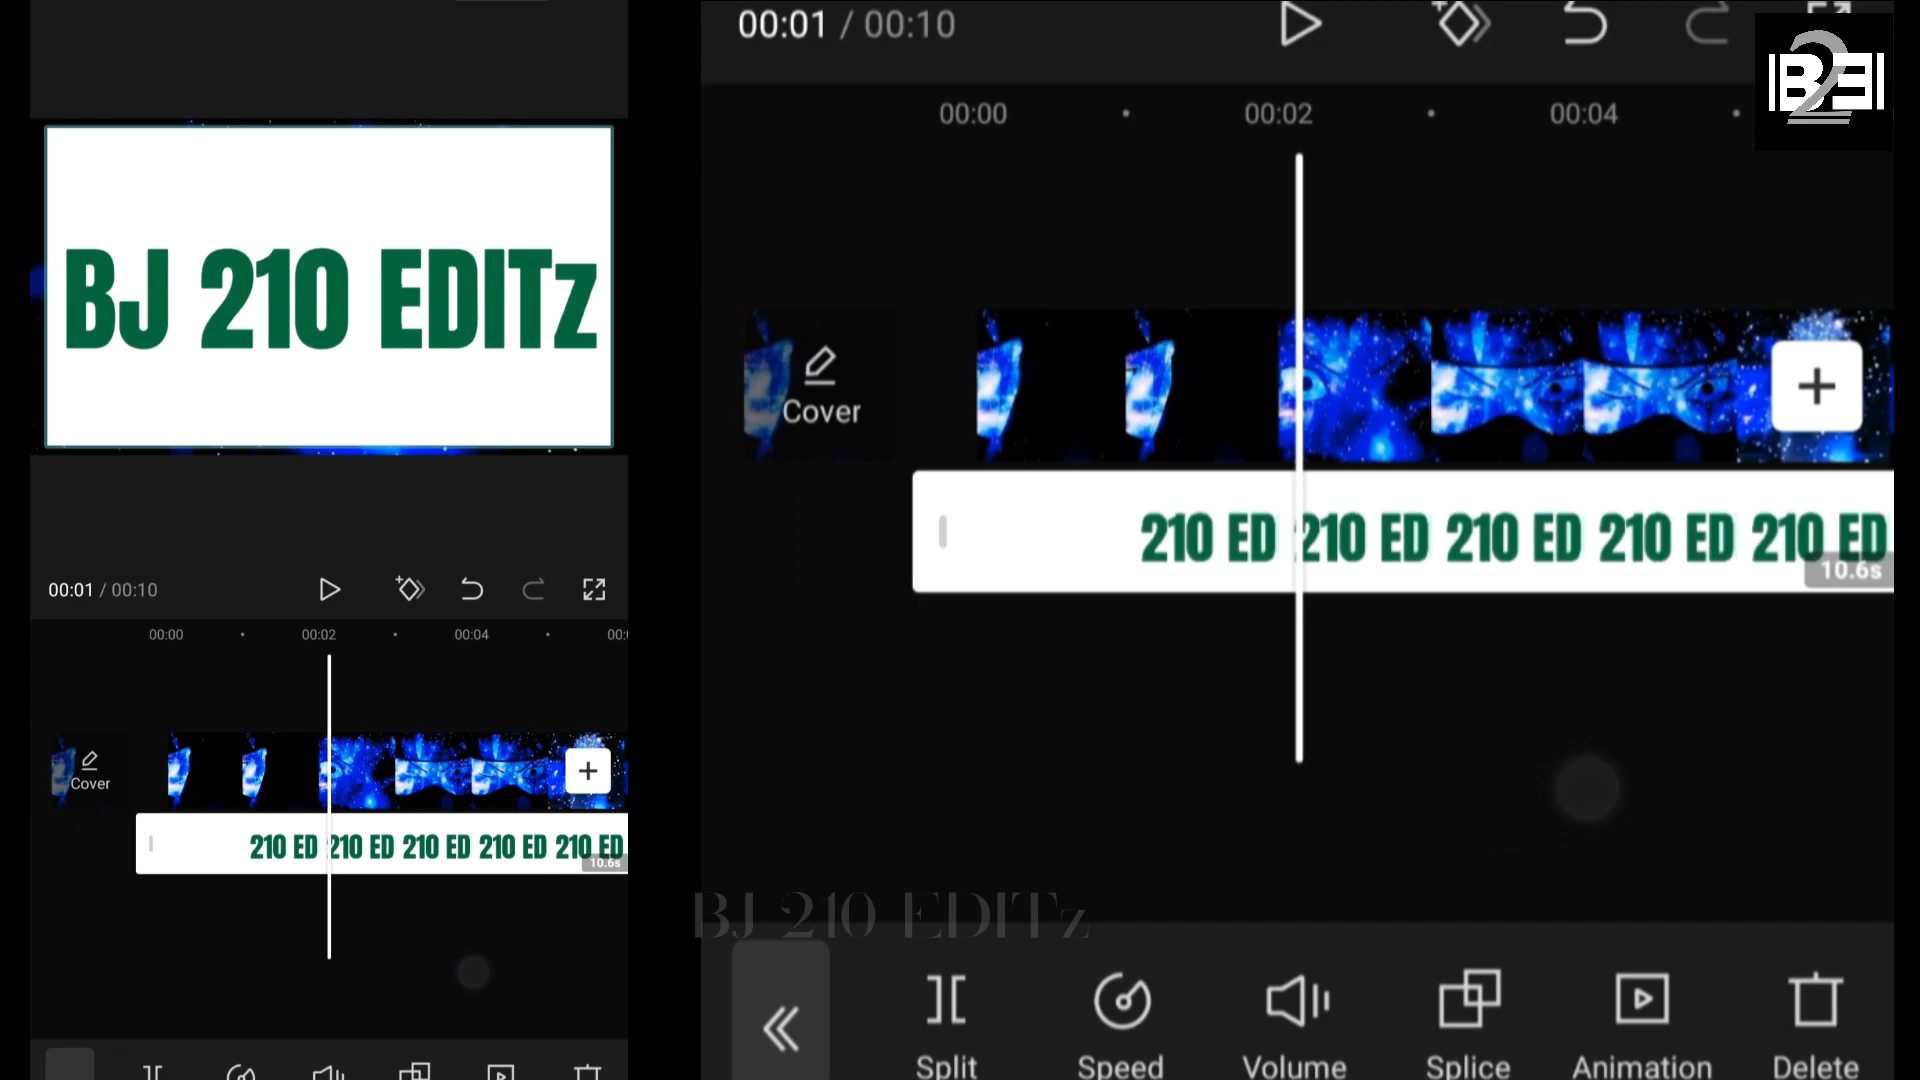 BJ 210 EDITz
00:01 / 00:10
00:00 00:02 00:04
Cover
210 ED 210 ED 210 ED 210 ED 210 ED
10.6s
00:01 / 00:10
00:00 00:02 00:04
Cover
210 ED 210 ED 210 ED 210 ED 210 ED
10.6s
BJ 210 EDITz
Split Speed Volume Splice Animation Delete